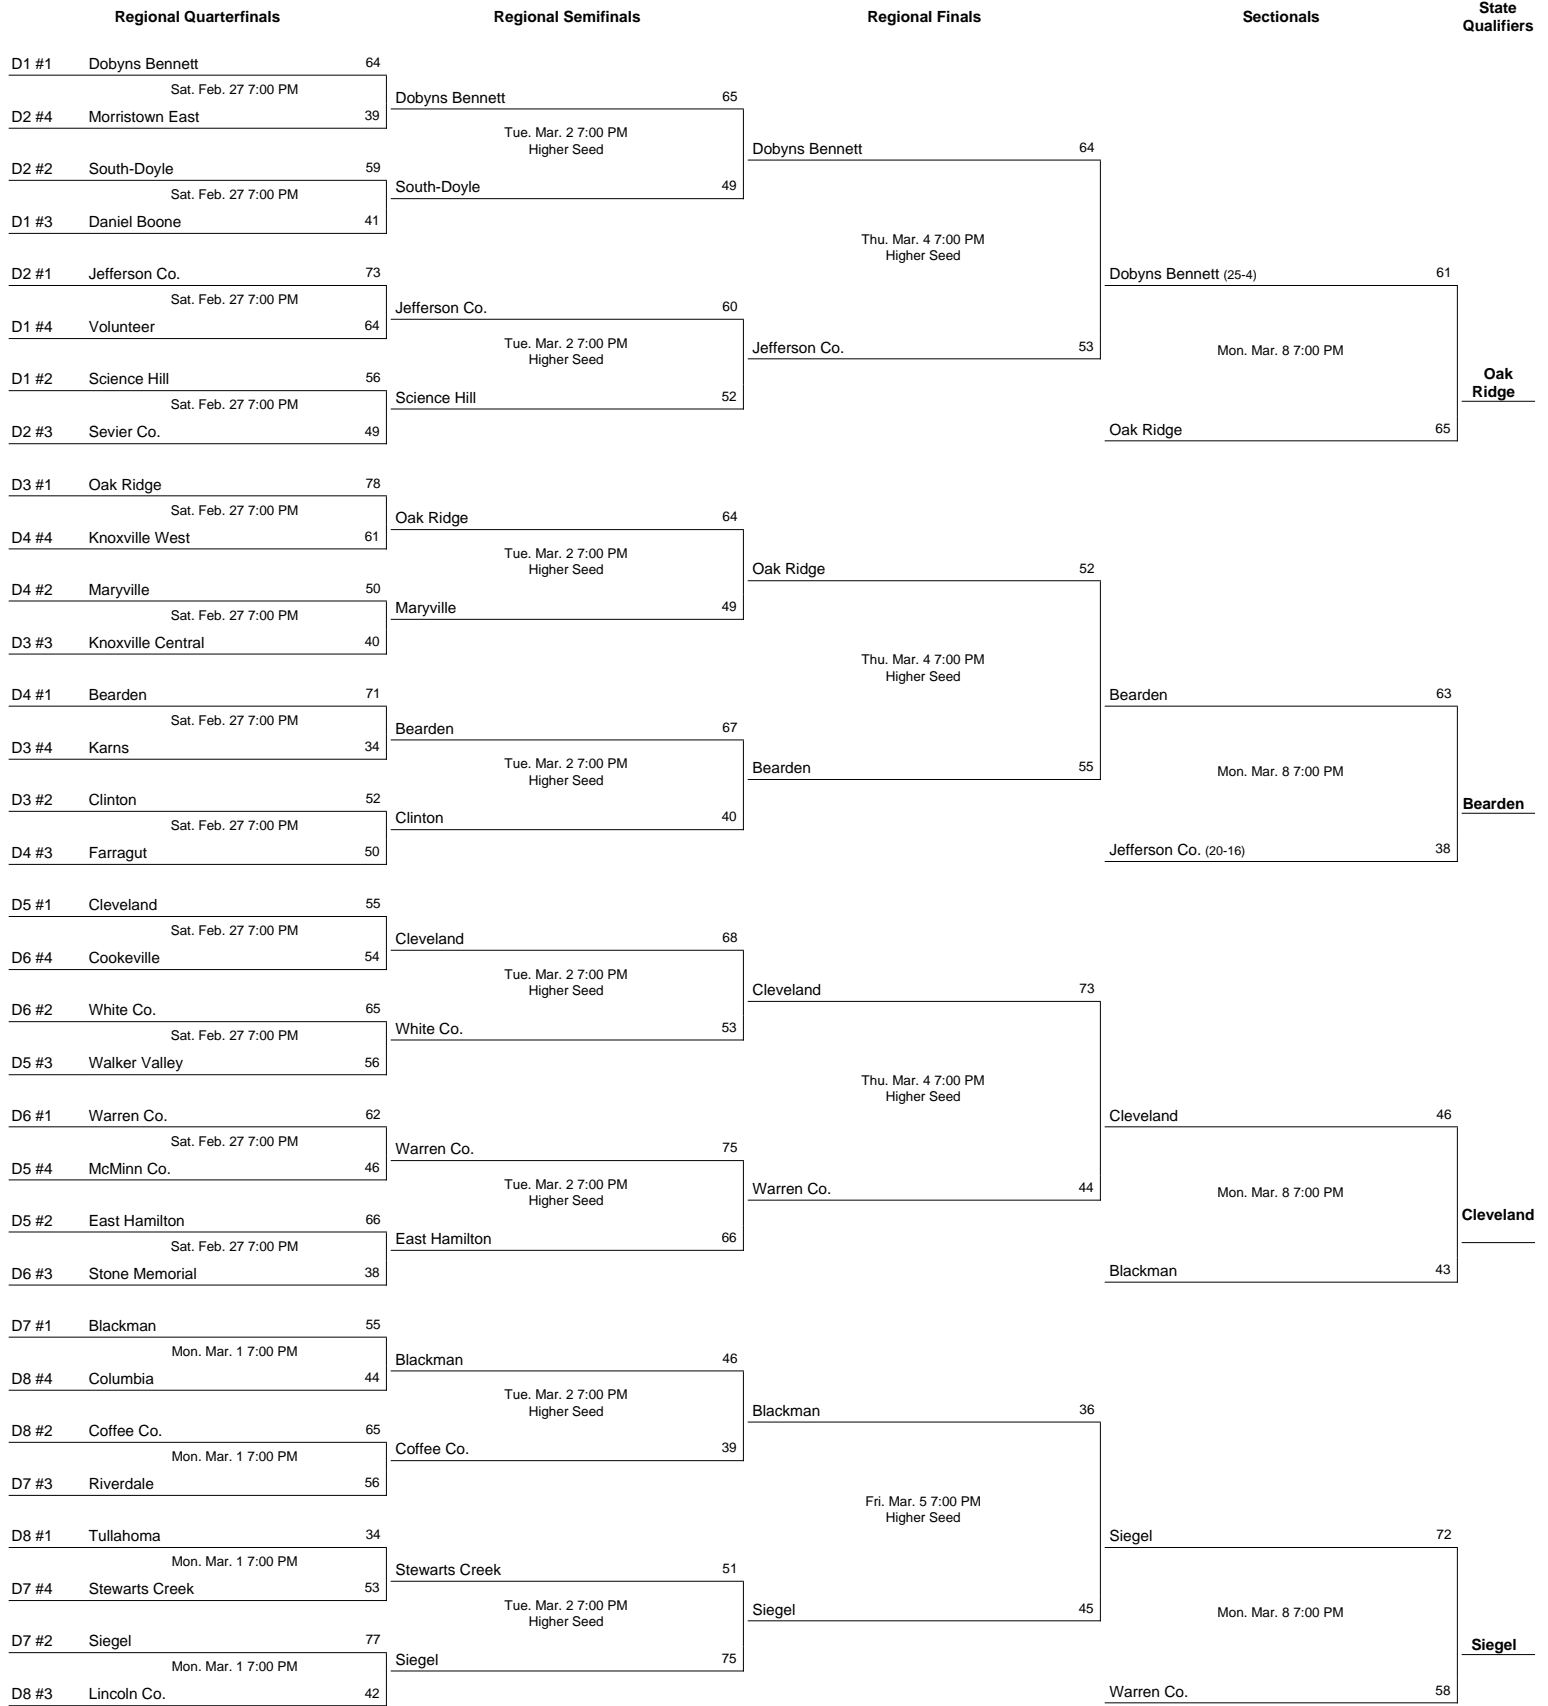 Regional Quarterfinals
Regional Semifinals
Regional Finals
Sectionals
State
Qualifiers
D1 #1 Dobyns Bennett 64
Sat. Feb. 27 7:00 PM
D2 #4 Morristown East 39
D2 #2 South-Doyle 59
Sat. Feb. 27 7:00 PM
D1 #3 Daniel Boone 41
D2 #1 Jefferson Co. 73
Sat. Feb. 27 7:00 PM
D1 #4 Volunteer 64
D1 #2 Science Hill 56
Sat. Feb. 27 7:00 PM
D2 #3 Sevier Co. 49
D3 #1 Oak Ridge 78
Sat. Feb. 27 7:00 PM
D4 #4 Knoxville West 61
D4 #2 Maryville 50
Sat. Feb. 27 7:00 PM
D3 #3 Knoxville Central 40
D4 #1 Bearden 71
Sat. Feb. 27 7:00 PM
D3 #4 Karns 34
D3 #2 Clinton 52
Sat. Feb. 27 7:00 PM
D4 #3 Farragut 50
D5 #1 Cleveland 55
Sat. Feb. 27 7:00 PM
D6 #4 Cookeville 54
D6 #2 White Co. 65
Sat. Feb. 27 7:00 PM
D5 #3 Walker Valley 56
D6 #1 Warren Co. 62
Sat. Feb. 27 7:00 PM
D5 #4 McMinn Co. 46
D5 #2 East Hamilton 66
Sat. Feb. 27 7:00 PM
D6 #3 Stone Memorial 38
D7 #1 Blackman 55
Mon. Mar. 1 7:00 PM
D8 #4 Columbia 44
D8 #2 Coffee Co. 65
Mon. Mar. 1 7:00 PM
D7 #3 Riverdale 56
D8 #1 Tullahoma 34
Mon. Mar. 1 7:00 PM
D7 #4 Stewarts Creek 53
D7 #2 Siegel 77
Mon. Mar. 1 7:00 PM
D8 #3 Lincoln Co. 42
Dobyns Bennett 65
Tue. Mar. 2 7:00 PM
Higher Seed
South-Doyle 49
Jefferson Co. 60
Tue. Mar. 2 7:00 PM
Higher Seed
Science Hill 52
Oak Ridge 64
Tue. Mar. 2 7:00 PM
Higher Seed
Maryville 49
Bearden 67
Tue. Mar. 2 7:00 PM
Higher Seed
Clinton 40
Cleveland 68
Tue. Mar. 2 7:00 PM
Higher Seed
White Co. 53
Warren Co. 75
Tue. Mar. 2 7:00 PM
Higher Seed
East Hamilton 66
Blackman 46
Tue. Mar. 2 7:00 PM
Higher Seed
Coffee Co. 39
Stewarts Creek 51
Tue. Mar. 2 7:00 PM
Higher Seed
Siegel 75
Dobyns Bennett 64
Thu. Mar. 4 7:00 PM
Higher Seed
Jefferson Co. 53
Oak Ridge 52
Thu. Mar. 4 7:00 PM
Higher Seed
Bearden 55
Cleveland 73
Thu. Mar. 4 7:00 PM
Higher Seed
Warren Co. 44
Blackman 36
Fri. Mar. 5 7:00 PM
Higher Seed
Siegel 45
Dobyns Bennett (25-4) 61
Mon. Mar. 8 7:00 PM
Oak Ridge 65
Bearden 63
Mon. Mar. 8 7:00 PM
Jefferson Co. (20-16) 38
Cleveland 46
Mon. Mar. 8 7:00 PM
Blackman 43
Siegel 72
Mon. Mar. 8 7:00 PM
Warren Co. 58
Oak
Ridge
Bearden
Cleveland
Siegel